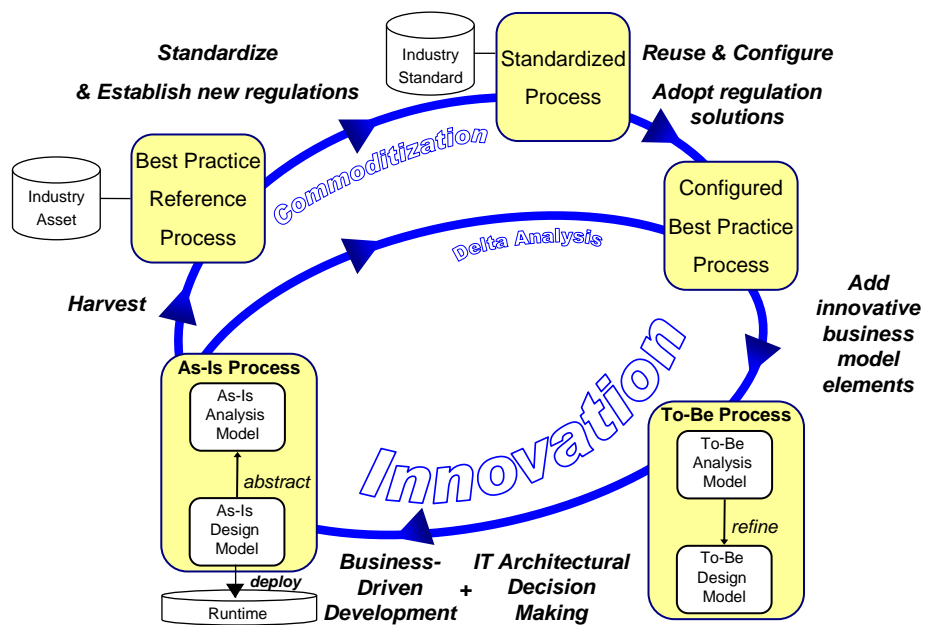 Standardize
& Establish new regulations
Industry
Standard
Standardized
Process
Reuse & Configure
Adopt regulation
solutions
Commoditization
Best Practice
Reference
Process
Industry
Asset
Configured
Best Practice
Process
Delta Analysis
Harvest
Add
innovative
business
model
elements
Innovation
As-Is Process
As-Is
Analysis
Model
abstract
As-Is
Design
Model
deploy
Runtime
To-Be Process
To-Be
Analysis
Model
refine
To-Be
Design
Model
Business-
Driven
Development
+
IT Architectural
Decision
Making